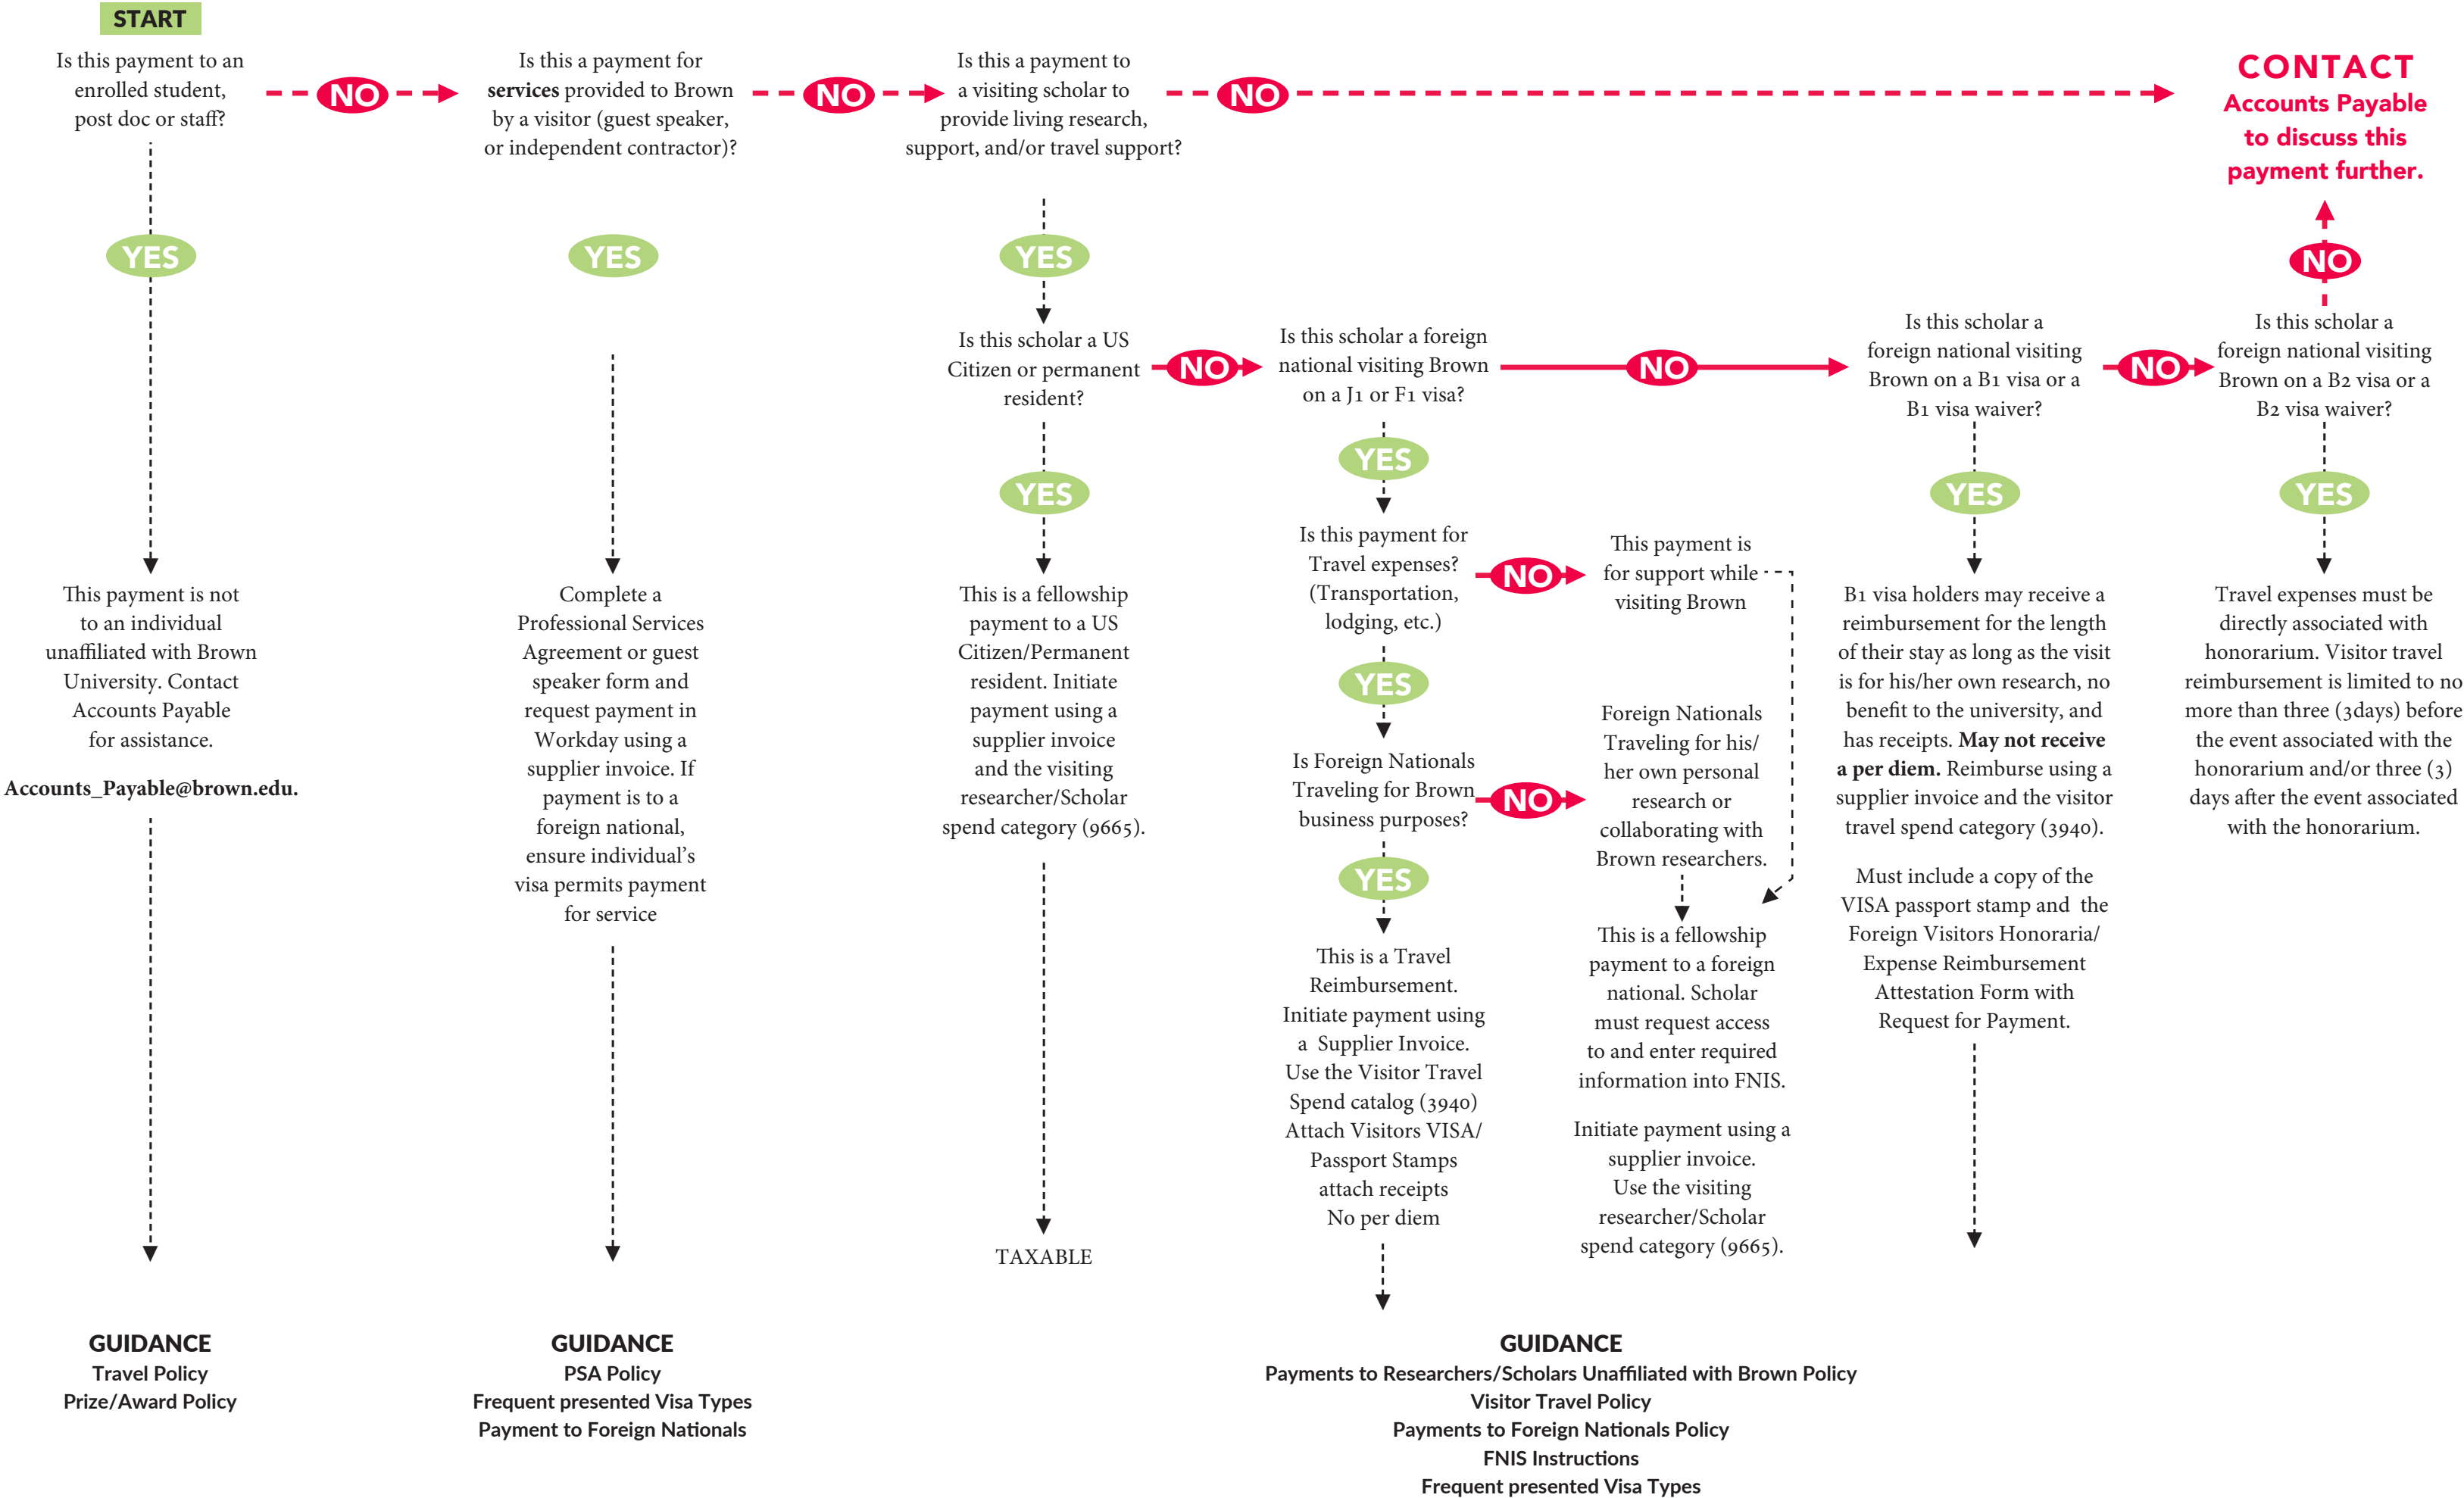 START
Is this payment to an
enrolled student,
post doc or staff?
NO
Is this a payment for
services provided to Brown
by a visitor (guest speaker,
or independent contractor)?
NO
Is this a payment to
a visiting scholar to
provide living research,
support, and/or travel support?
NO
CONTACT
Accounts Payable
to discuss this
payment further.
YES
YES
YES
NO
Is this scholar a US
Citizen or permanent
resident?
NO
Is this scholar a foreign
national visiting Brown
on a J1 or F1 visa?
NO
Is this scholar a
foreign national visiting
Brown on a B1 visa or a
B1 visa waiver?
NO
Is this scholar a
foreign national visiting
Brown on a B2 visa or a
B2 visa waiver?
YES
YES
YES
YES
This payment is not
to an individual
unaffiliated with Brown
University. Contact
Accounts Payable
for assistance.
Accounts_Payable@brown.edu.
Complete a
Professional Services
Agreement or guest
speaker form and
request payment in
Workday using a
supplier invoice. If
payment is to a
foreign national,
ensure individual's
visa permits payment
for service
This is a fellowship
payment to a US
Citizen/Permanent
resident. Initiate
payment using a
supplier invoice
and the visiting
researcher/Scholar
spend category (9665).
TAXABLE
Is this payment for
Travel expenses?
(Transportation,
lodging, etc.)
NO
This payment is
for support while
visiting Brown
YES
Is Foreign Nationals
Traveling for Brown
business purposes?
NO
Foreign Nationals
Traveling for his/
her own personal
research or
collaborating with
Brown researchers.
YES
This is a Travel
Reimbursement.
Initiate payment using
a Supplier Invoice.
Use the Visitor Travel
Spend catalog (3940)
Attach Visitors VISA/
Passport Stamps
attach receipts
No per diem
This is a fellowship
payment to a foreign
national. Scholar
must request access
to and enter required
information into FNIS.
Initiate payment using a
supplier invoice.
Use the visiting
researcher/Scholar
spend category (9665).
B1 visa holders may receive a
reimbursement for the length
of their stay as long as the visit
is for his/her own research, no
benefit to the university, and
has receipts. May not receive
a per diem. Reimburse using a
supplier invoice and the visitor
travel spend category (3940).
Must include a copy of the
VISA passport stamp and the
Foreign Visitors Honoraria/
Expense Reimbursement
Attestation Form with
Request for Payment.
Travel expenses must be
directly associated with
honorarium. Visitor travel
reimbursement is limited to no
more than three (3days) before
the event associated with the
honorarium and/or three (3)
days after the event associated
with the honorarium.
GUIDANCE
Travel Policy
Prize/Award Policy
GUIDANCE
PSA Policy
Frequent presented Visa Types
Payment to Foreign Nationals
GUIDANCE
Payments to Researchers/Scholars Unaffiliated with Brown Policy
Visitor Travel Policy
Payments to Foreign Nationals Policy
FNIS Instructions
Frequent presented Visa Types